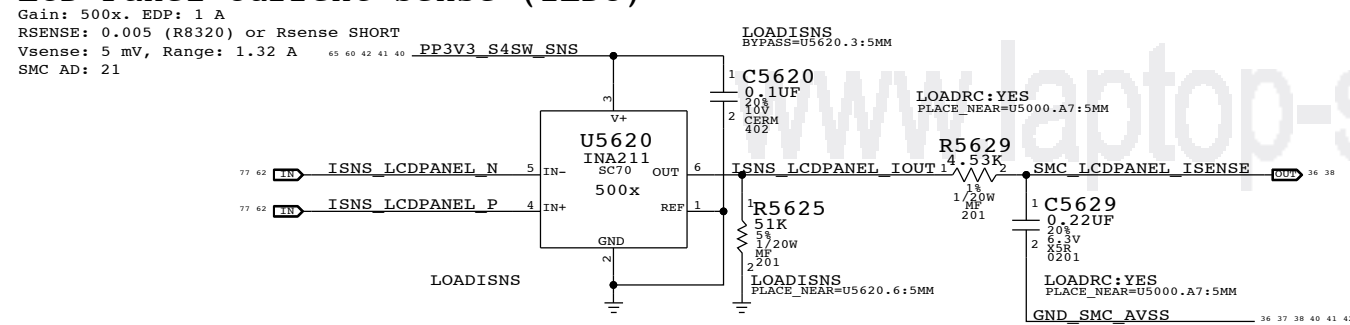 Gain: 500x. EDP: 1 A
RSENSE: 0.005 (R8320) or Rsense SHORT
Vsense: 5 mV, Range: 1.32 A
SMC AD: 21
65 60 42 41 40 PP3V3_S4SW_SNS
LOADISNS
BYPASS=U5620.3:5MM
1 C5620
0.1UF
20%
10V
2 CERM
402
3
V+
U5620
INA211
SC70
500x
77 62 IN ISNS_LCDPANEL_N 5 IN-
OUT 6 ISNS_LCDPANEL_IOUT
77 62 IN ISNS_LCDPANEL_P 4 IN+
REF 1
GND
2
LOADISNS
1 R5625
51K
5%
1/20W
MF
2 201
LOADISNS
PLACE_NEAR=U5620.6:5MM
LOADRC:YES
PLACE_NEAR=U5000.A7:5MM
R5629
1 4.53K 2
1%
1/20W
MF
201
SMC_LCDPANEL_ISENSE OUT 36 38
1 C5629
0.22UF
20%
2 6.3V
X5R
0201
LOADRC:YES
PLACE_NEAR=U5000.A7:5MM
GND_SMC_AVSS 36 37 38 40 41
www.laptop-s